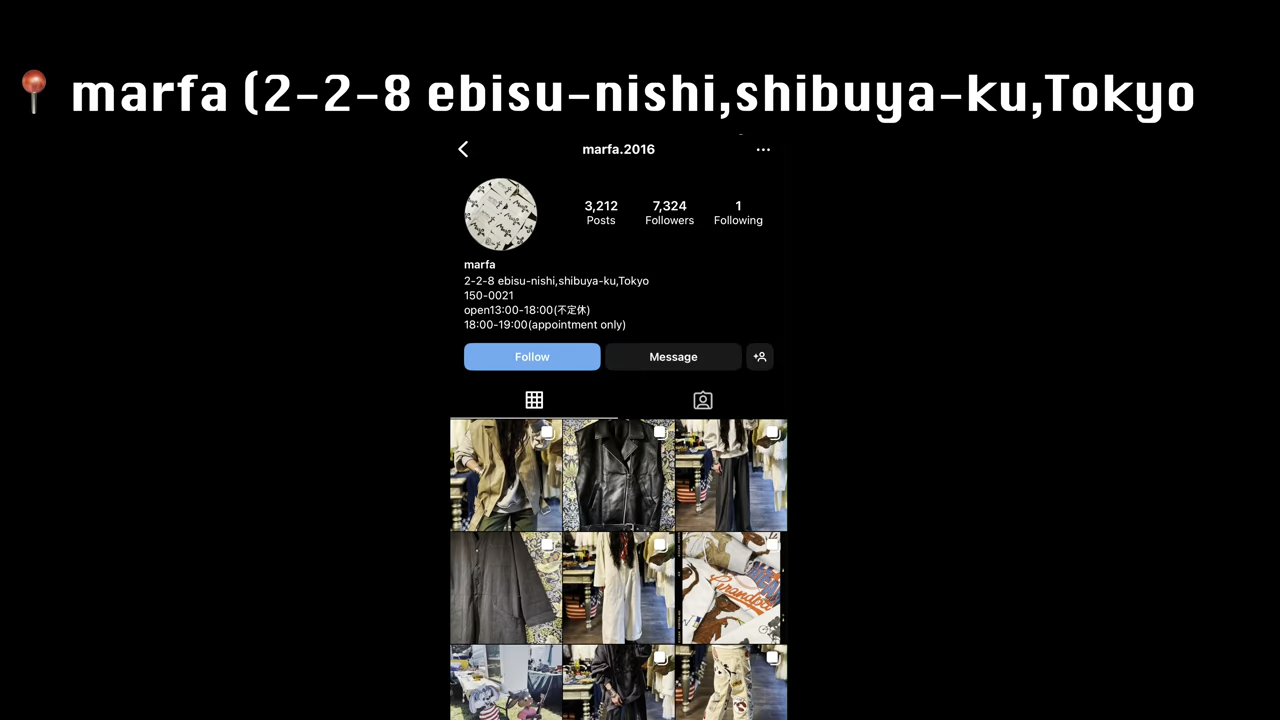 marfa (2-2-8 ebisu-nishi,shibuya-ku,Tokyo
marfa.2016
3,212 7,324 1
Posts Followers Following
marfa
2-2-8 ebisu-nishi,shibuya-ku,Tokyo
150-0021
open13:00-18:00(不定休)
18:00-19:00(appointment only)
Follow Message